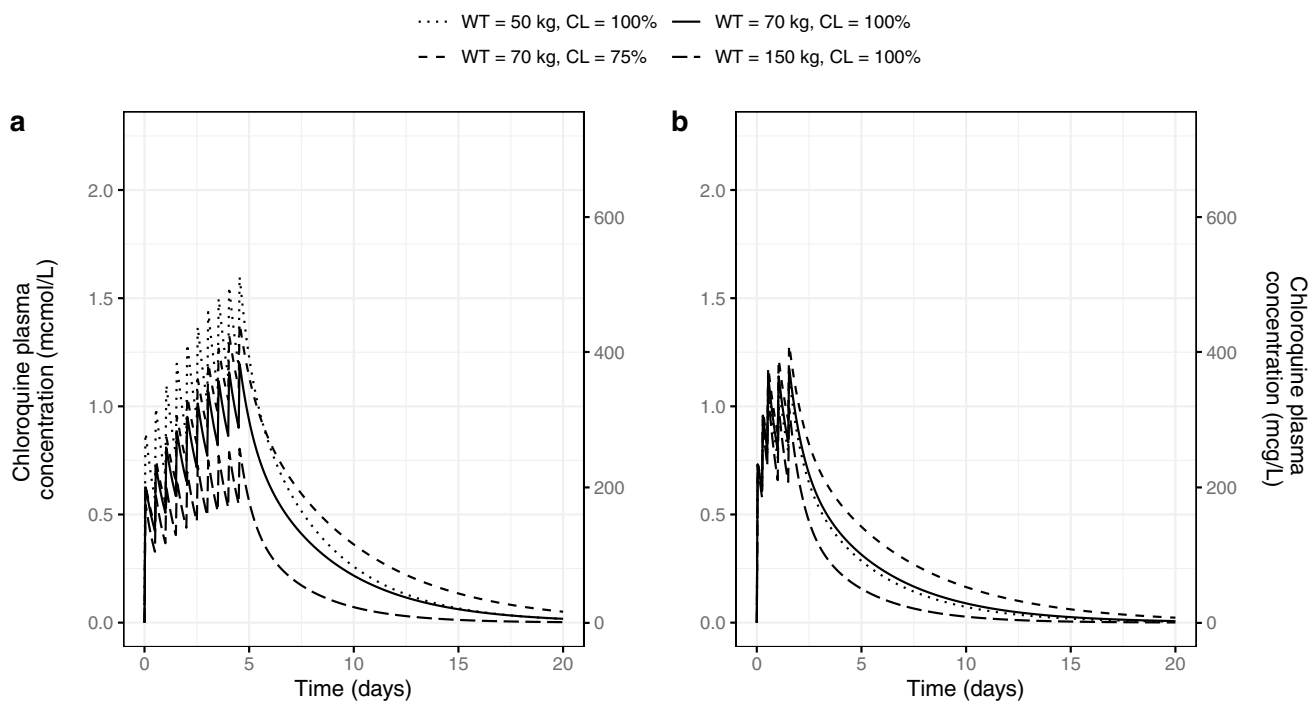 WT = 50 kg, CL = 100% WT = 70 kg, CL = 100%
WT = 70 kg, CL = 75% WT = 150 kg, CL = 100%
a
Chloroquine plasma
concentration (mcmol/L)
2.0
1.5
1.0
0.5
0.0
600
400
200
0
0 5 10 15 20
Time (days)
b
2.0
1.5
1.0
0.5
0.0
600
400
200
0
Chloroquine plasma
concentration (mcg/L)
0 5 10 15 20
Time (days)